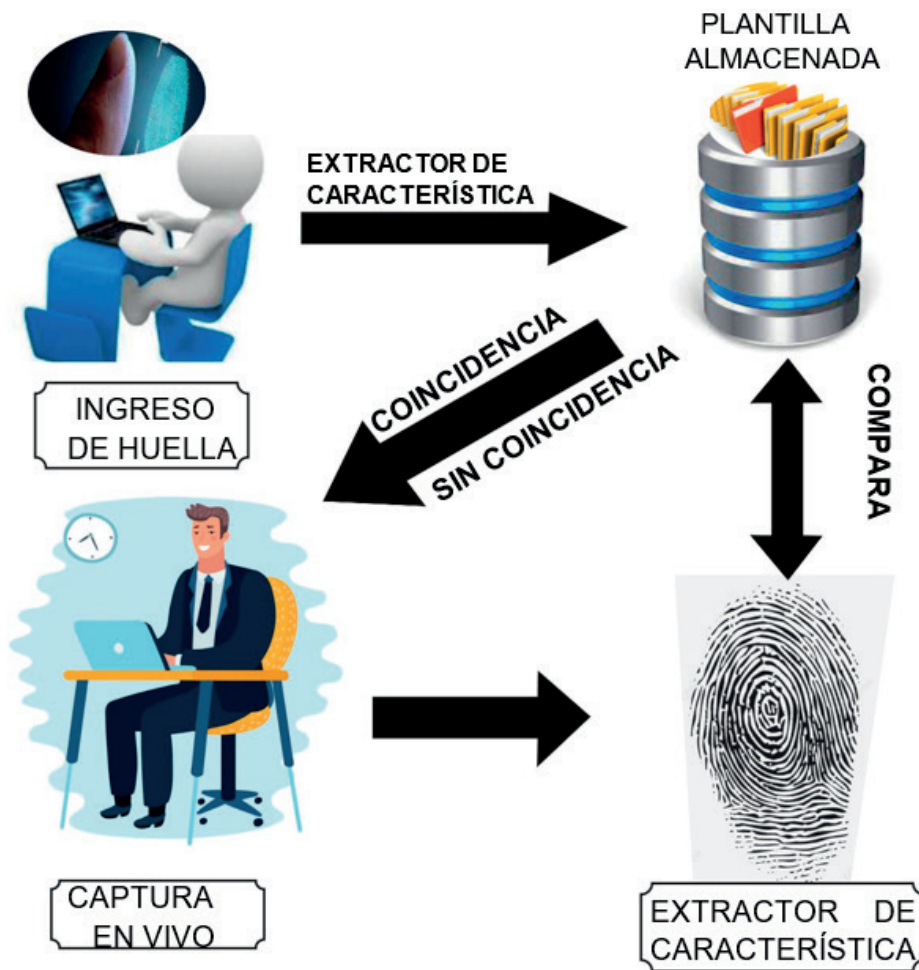 PLANTILLA
ALMACENADA
EXTRACTOR DE
CARACTERÍSTICA
INGRESO
DE HUELLA
COINCIDENCIA
SIN COINCIDENCIA
COMPARA
CAPTURA
EN VIVO
EXTRACTOR DE
CARACTERÍSTICA